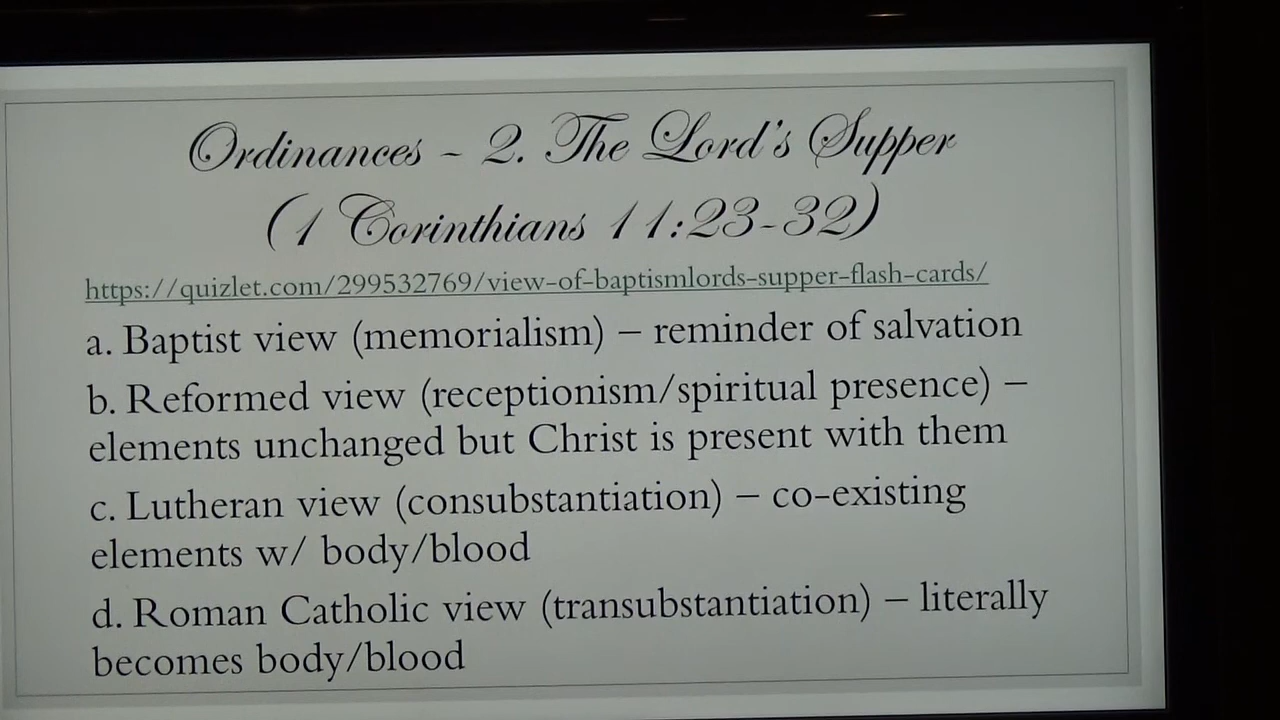 Ordinances - 2. The Lord's Supper
(1 Corinthians 11:23-32)
https://quizlet.com/299532769/view-of-baptismlords-supper-flash-cards/
a. Baptist view (memorialism) – reminder of salvation
b. Reformed view (receptionism/spiritual presence) –
elements unchanged but Christ is present with them
c. Lutheran view (consubstantiation) – co-existing
elements w/ body/blood
d. Roman Catholic view (transubstantiation) – literally
becomes body/blood